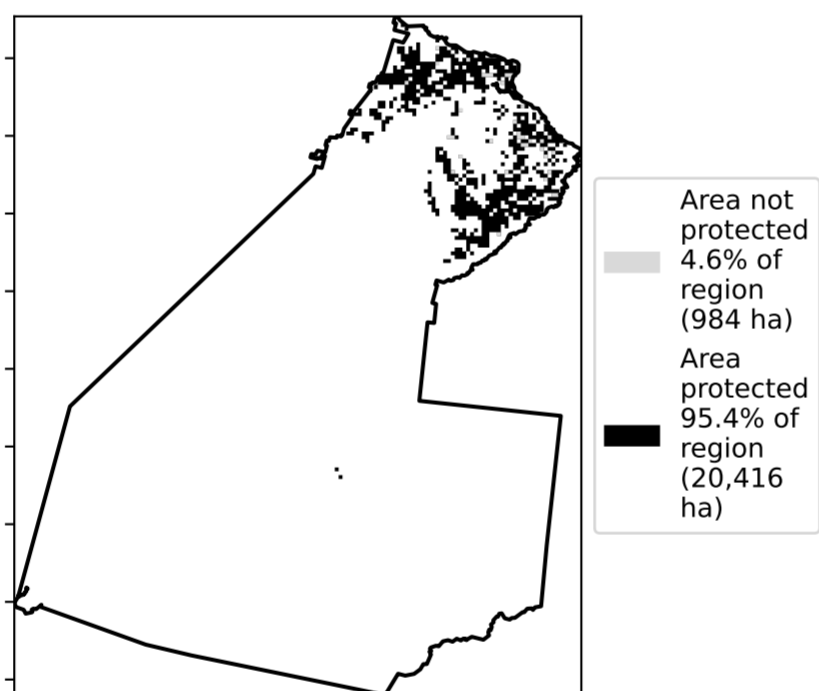 Area not
protected
4.6% of
region
(984 ha)
Area
protected
95.4% of
region
(20,416
ha)